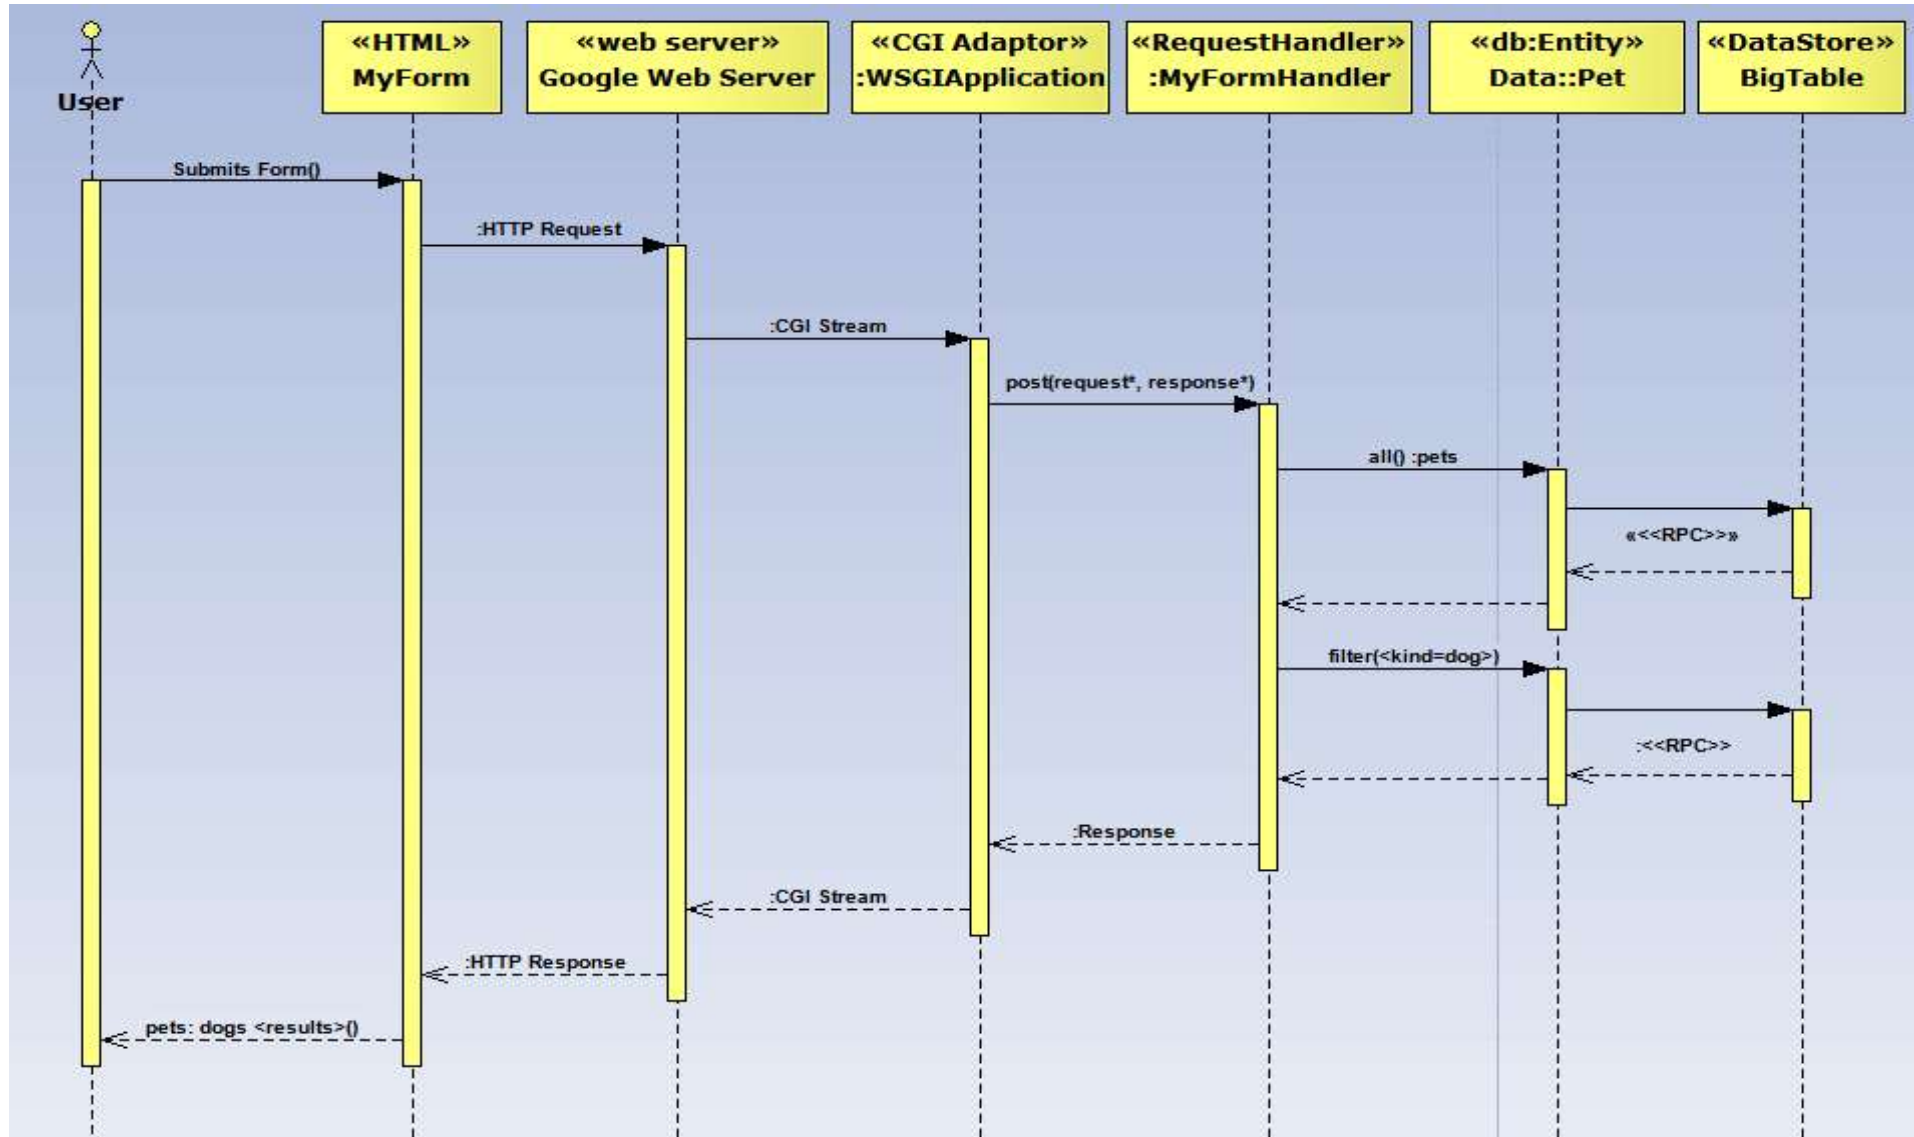 User
«HTML»
MyForm
«web server»
Google Web Server
«CGI Adaptor»
:WSGIApplication
«RequestHandler»
:MyFormHandler
«db:Entity»
Data::Pet
«DataStore»
BigTable
Submits Form()
:HTTP Request
:CGI Stream
post(request*, response*)
all() :pets
«<<RPC>>»
filter(<kind=dog>)
:<<RPC>>
:Response
:CGI Stream
:HTTP Response
pets: dogs <results>()